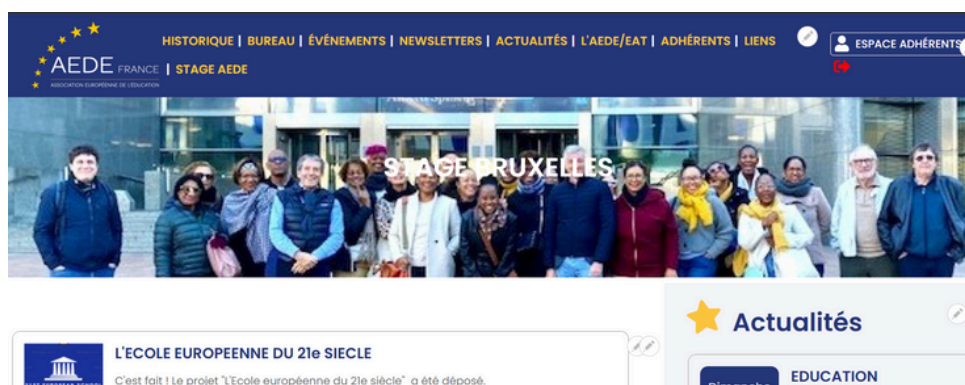 HISTORIQUE | BUREAU | ÉVÉNEMENTS | NEWSLETTERS | ACTUALITÉS | L'AEDE/EAT | ADHÉRENTS | LIENS
| STAGE AEDE
ESPACE ADHÉRENTS
AEDE FRANCE
ASSOCIATION EUROPÉENNE DE L'ÉDUCATION
STAGE BRUXELLES
Actualités
L'ECOLE EUROPEENNE DU 21e SIECLE
C'est fait ! Le projet "L'Ecole européenne du 21e siècle" a été déposé.
EDUCATION
Dimanche